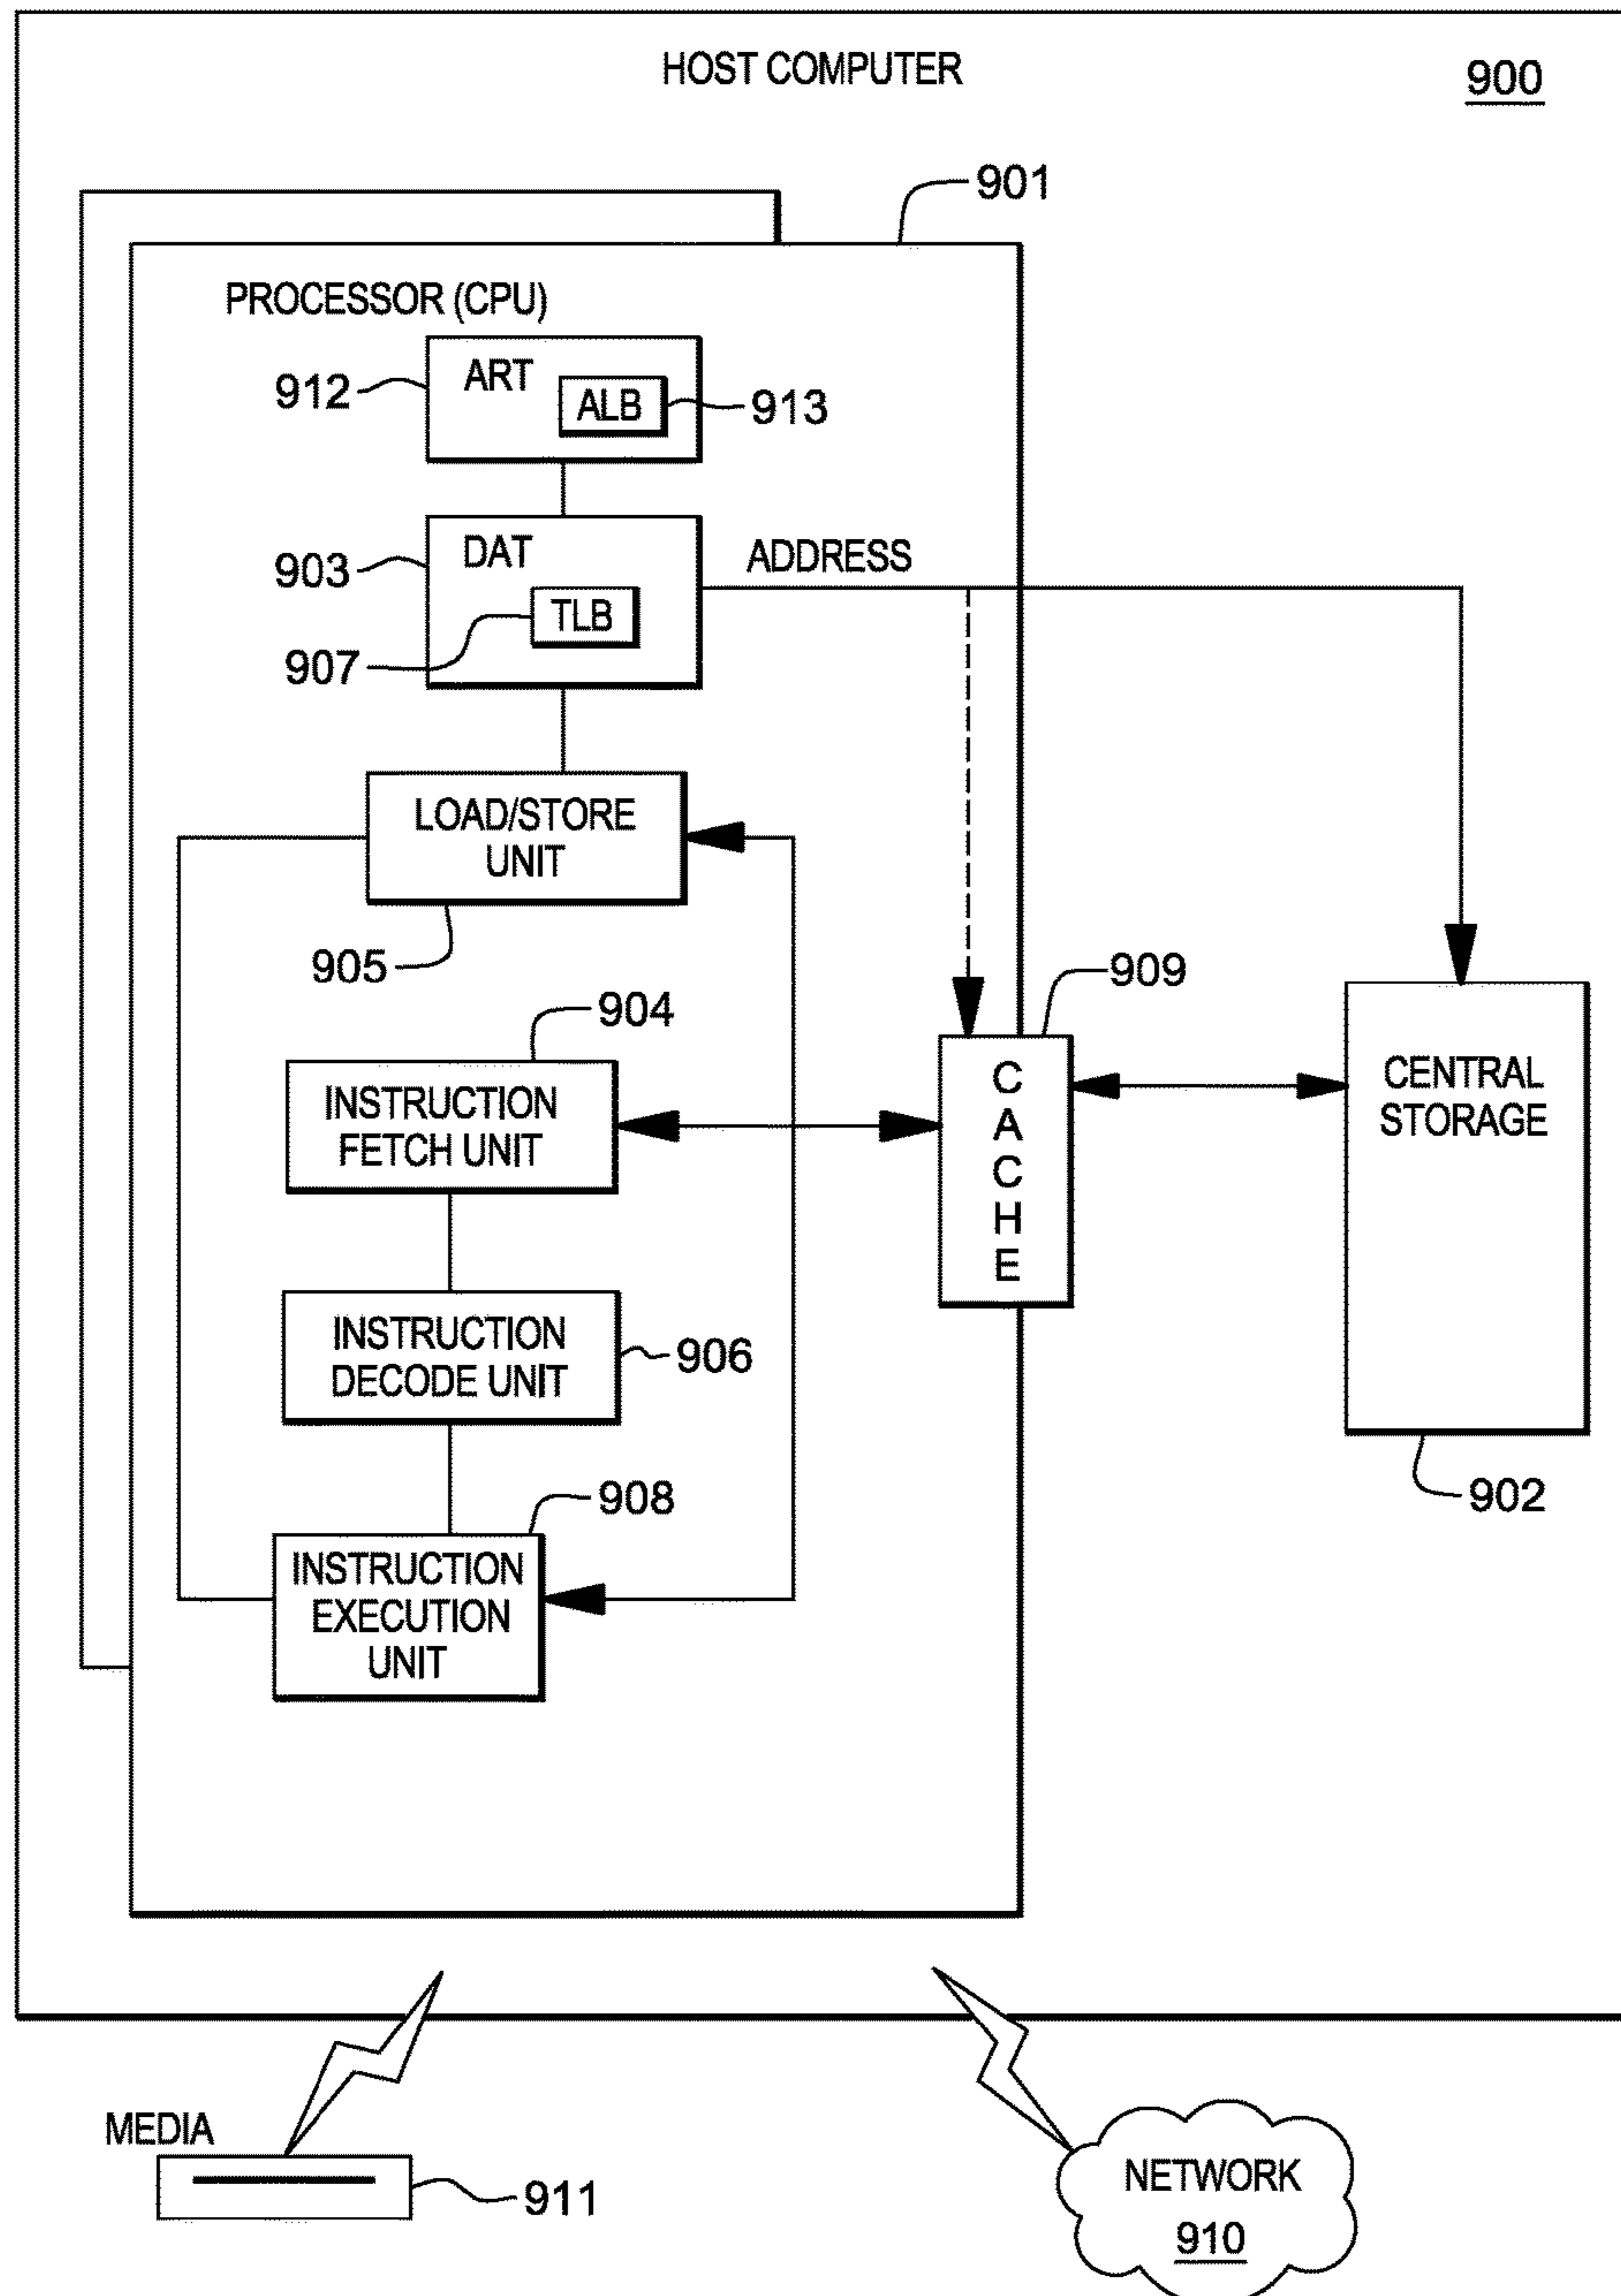 HOST COMPUTER
900
901
PROCESSOR (CPU)
ART
912
ALB
913
DAT
ADDRESS
903
TLB
907
LOAD/STORE
UNIT
905
909
904
CACHE
CENTRAL
STORAGE
INSTRUCTION
FETCH UNIT
INSTRUCTION
DECODE UNIT
906
908
902
INSTRUCTION
EXECUTION
UNIT
MEDIA
911
NETWORK
910